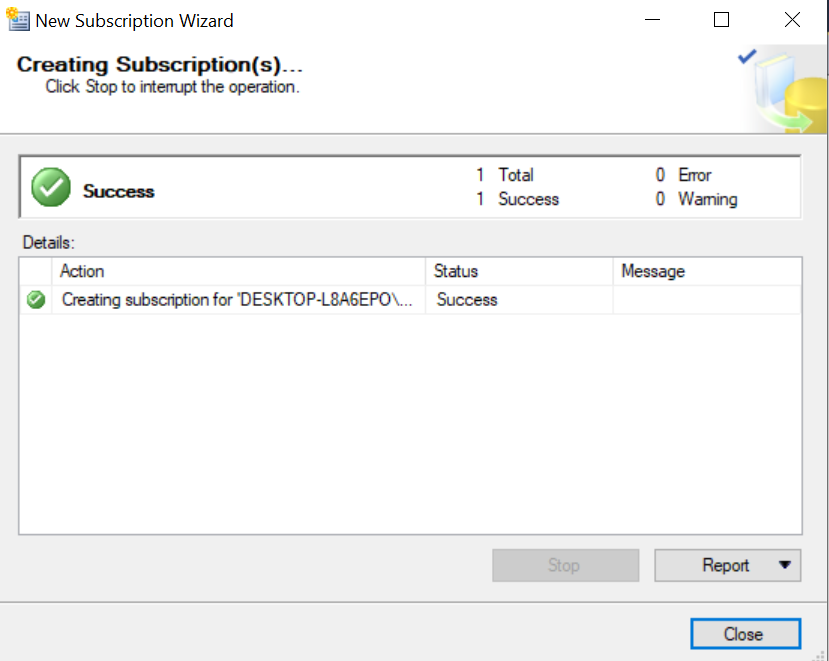 New Subscription Wizard
Creating Subscription(s)...
Click Stop to interrupt the operation.
Success
1 Total 0 Error
1 Success 0 Warning
Details:
Action Status Message
Creating subscription for 'DESKTOP-L8A6EPO\... Success
Stop Report
Close